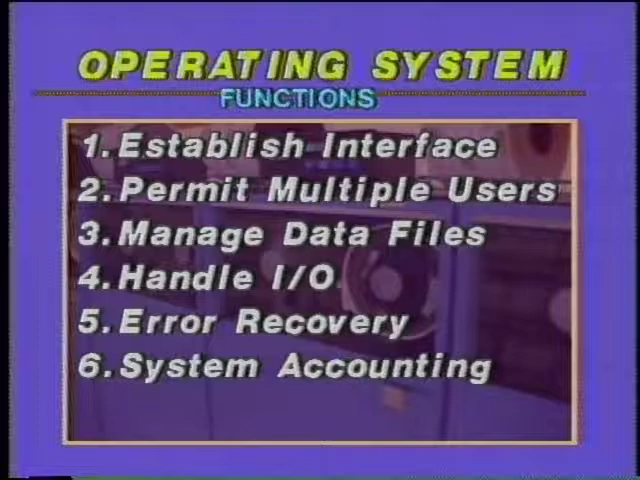 OPERATING SYSTEM
FUNCTIONS
1. Establish Interface
2. Permit Multiple Users
3. Manage Data Files
4. Handle I/O
5. Error Recovery
6. System Accounting